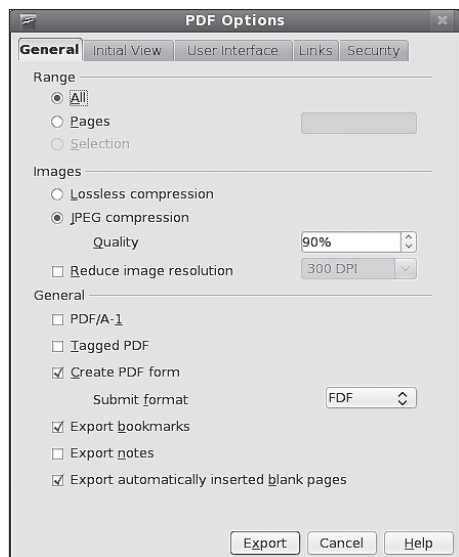 PDF Options
General Initial View User Interface Links Security
Range
All
Pages
Selection
Images
Lossless compression
JPEG compression
Quality 90%
Reduce image resolution 300 DPI
General
PDF/A-1
Tagged PDF
Create PDF form
Submit format FDF
Export bookmarks
Export notes
Export automatically inserted blank pages
Export Cancel Help